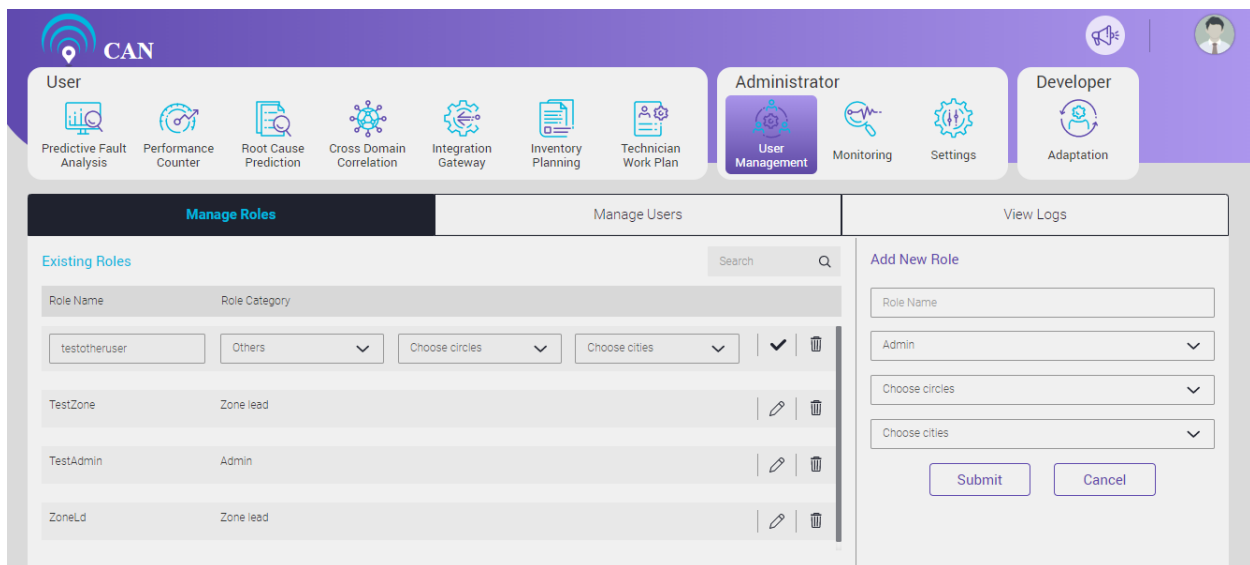 CAN
User
Administrator
Developer
Predictive Fault Analysis
Performance Counter
Root Cause Prediction
Cross Domain Correlation
Integration Gateway
Inventory Planning
Technician Work Plan
User Management
Monitoring
Settings
Adaptation
Manage Roles
Manage Users
View Logs
Existing Roles
Search
Role Name
Role Category
testotheruser
Others
Choose circles
Choose cities
TestZone
Zone lead
TestAdmin
Admin
ZoneLd
Zone lead
Add New Role
Role Name
Admin
Choose circles
Choose cities
Submit
Cancel